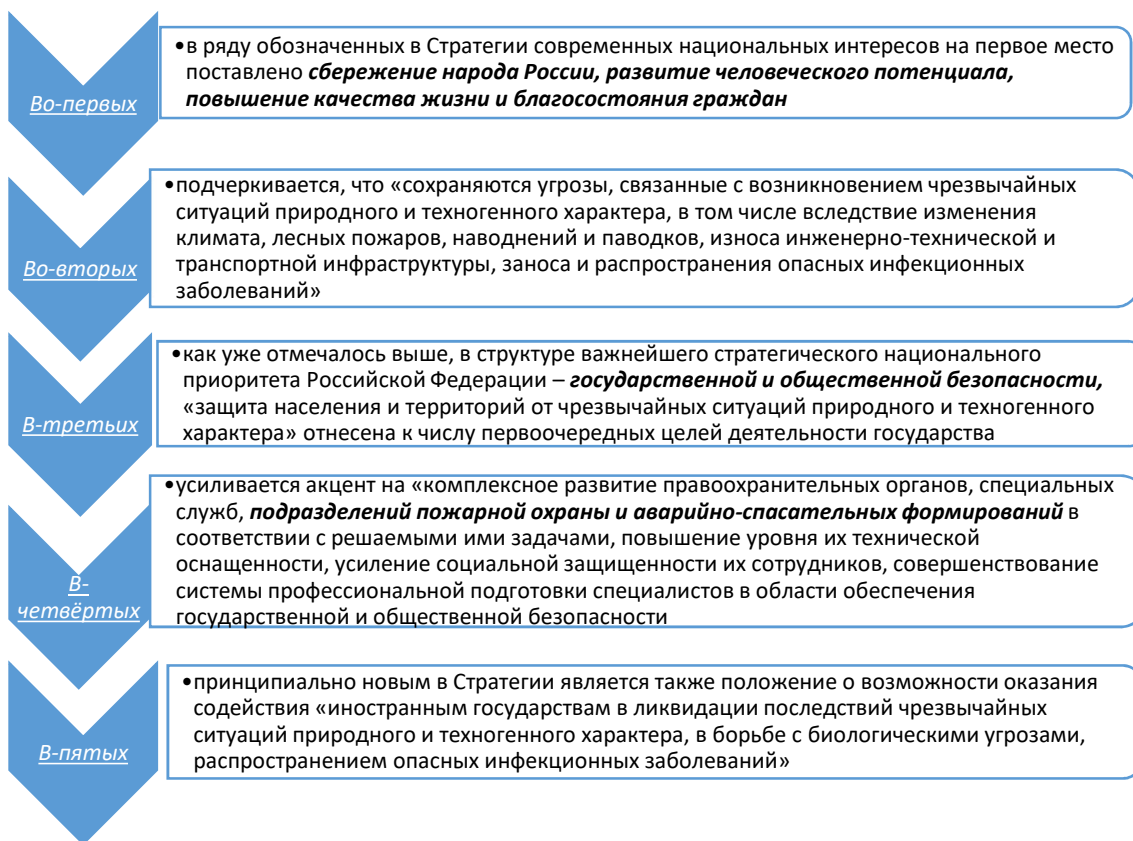 Во-первых
•в ряду обозначенных в Стратегии современных национальных интересов на первое место
поставлено сбережение народа России, развитие человеческого потенциала,
повышение качества жизни и благосостояния граждан
Во-вторых
•подчеркивается, что «сохраняются угрозы, связанные с возникновением чрезвычайных
ситуаций природного и техногенного характера, в том числе вследствие изменения
климата, лесных пожаров, наводнений и паводков, износа инженерно-технической и
транспортной инфраструктуры, заноса и распространения опасных инфекционных
заболеваний»
В-третьих
•как уже отмечалось выше, в структуре важнейшего стратегического национального
приоритета Российской Федерации – государственной и общественной безопасности,
«защита населения и территорий от чрезвычайных ситуаций природного и техногенного
характера» отнесена к числу первоочередных целей деятельности государства
В-
четвёртых
•усиливается акцент на «комплексное развитие правоохранительных органов, специальных
служб, подразделений пожарной охраны и аварийно-спасательных формирований в
соответствии с решаемыми ими задачами, повышение уровня их технической
оснащенности, усиление социальной защищенности их сотрудников, совершенствование
системы профессиональной подготовки специалистов в области обеспечения
государственной и общественной безопасности
В-пятых
•принципиально новым в Стратегии является также положение о возможности оказания
содействия «иностранным государствам в ликвидации последствий чрезвычайных
ситуаций природного и техногенного характера, в борьбе с биологическими угрозами,
распространением опасных инфекционных заболеваний»